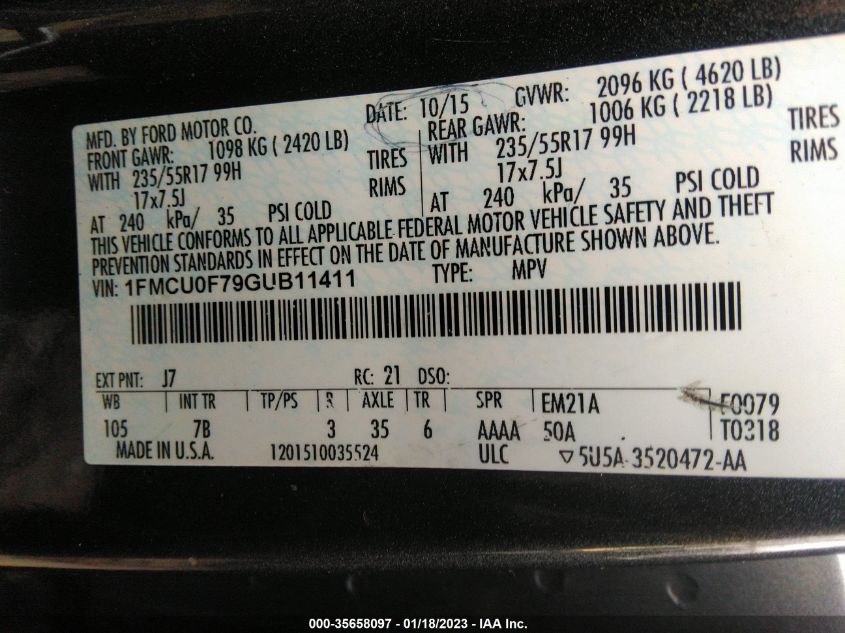 MFD. BY FORD MOTOR CO. DATE: 10/15 GVWR: 2096 KG ( 4620 LB)
FRONT GAWR: 1098 KG ( 2420 LB) REAR GAWR: 1006 KG ( 2218 LB)
WITH 235/55R17 99H TIRES WITH 235/55R17 99H TIRES
17x7.5J RIMS 17x7.5J RIMS
AT 240 kPa/ 35 PSI COLD AT 240 kPa/ 35 PSI COLD
THIS VEHICLE CONFORMS TO ALL APPLICABLE FEDERAL MOTOR VEHICLE SAFETY AND THEFT
PREVENTION STANDARDS IN EFFECT ON THE DATE OF MANUFACTURE SHOWN ABOVE.
VIN: 1FMCU0F79GUB11411 TYPE: MPV
EXT PNT: J7 RC: 21 DSO:
WB INT TR TP/PS R AXLE TR SPR EM21A F0079
105 7B 3 35 6 AAAA 50A T0318
MADE IN U.S.A. 1201510035524 ULC ▽5U5A-3520472-AA
000-35658097 - 01/18/2023 - IAA Inc.